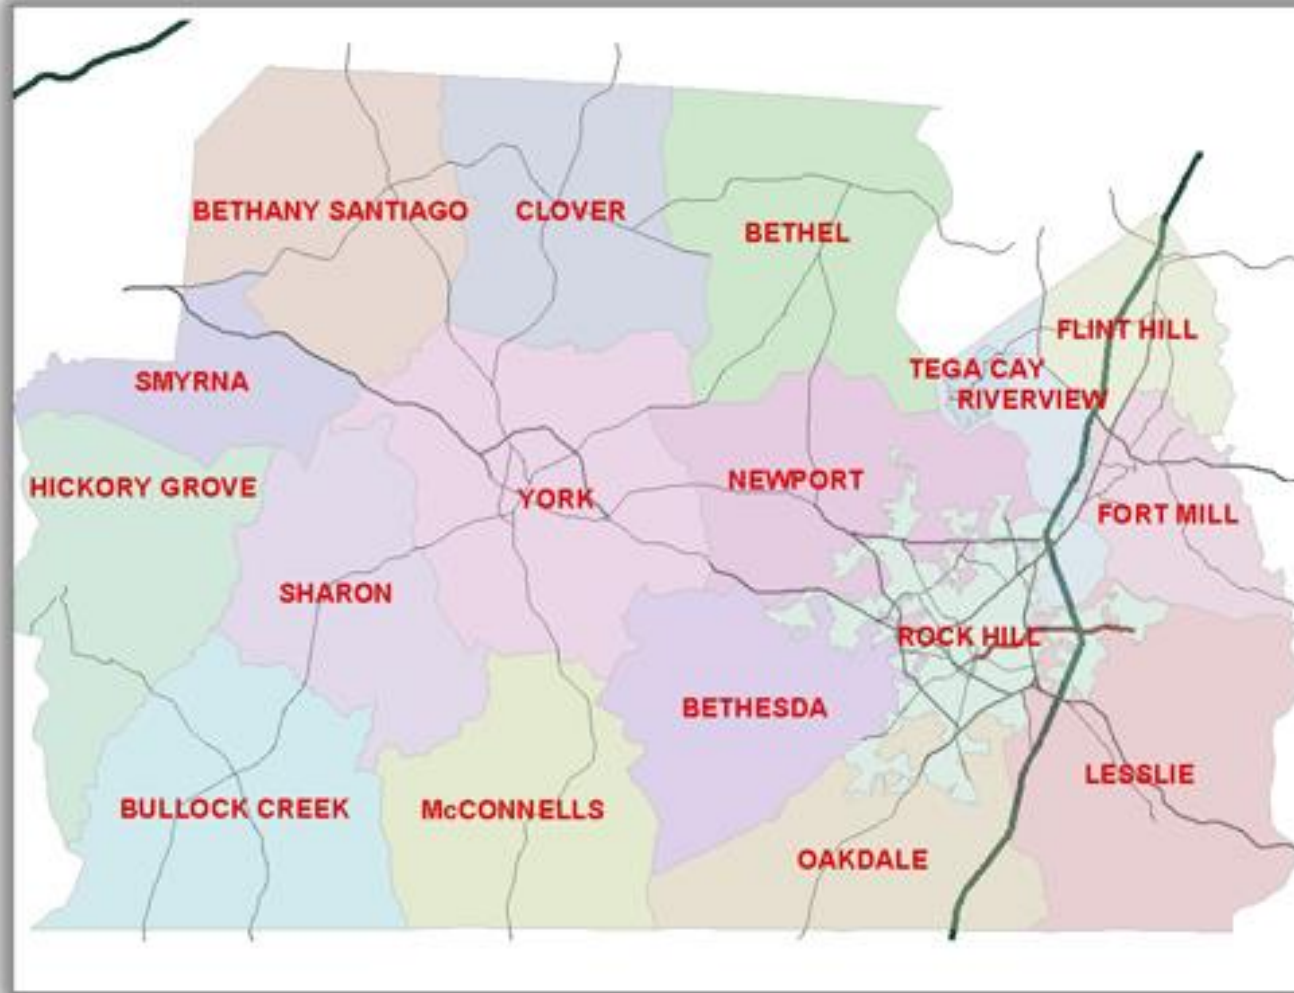 BETHANY SANTIAGO
CLOVER
BETHEL
FLINT HILL
TEGA CAY
RIVERVIEW
SMYRNA
HICKORY GROVE
YORK
NEWPORT
FORT MILL
SHARON
ROCK HILL
BETHESDA
LESSLIE
BULLOCK CREEK
McCONNELLS
OAKDALE